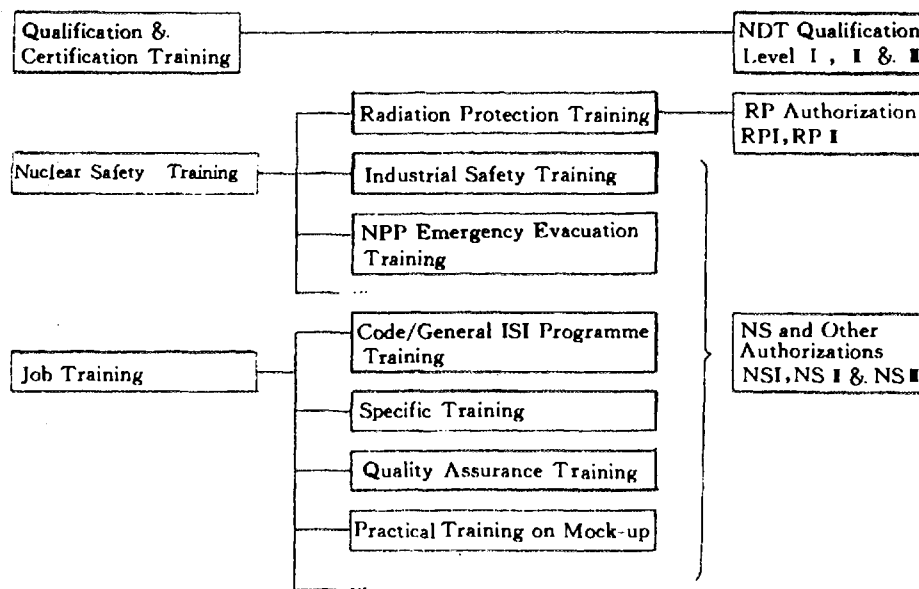 Qualification &
Certification Training
NDT Qualification
Level I, II & III
Radiation Protection Training
RP Authorization
RPI, RP II
Nuclear Safety Training
Industrial Safety Training
NPP Emergency Evacuation
Training
...
Code/General ISI Programme
Training
NS and Other
Authorizations
NSI, NS II & NS III
Job Training
Specific Training
Quality Assurance Training
Practical Training on Mock-up
...